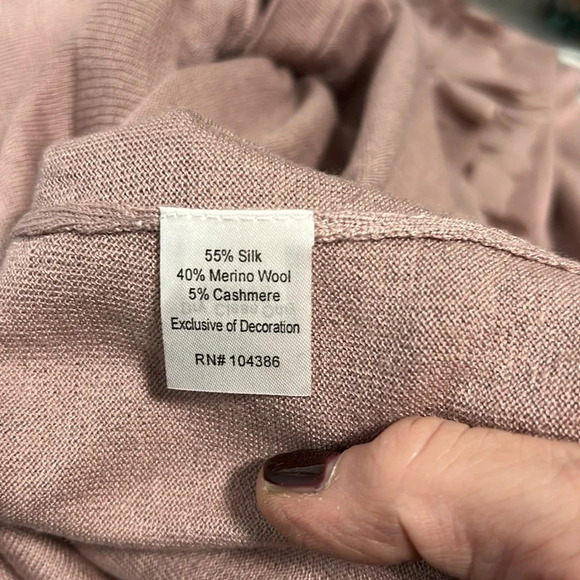 55% Silk
40% Merino Wool
5% Cashmere
Exclusive of Decoration
RN# 104386